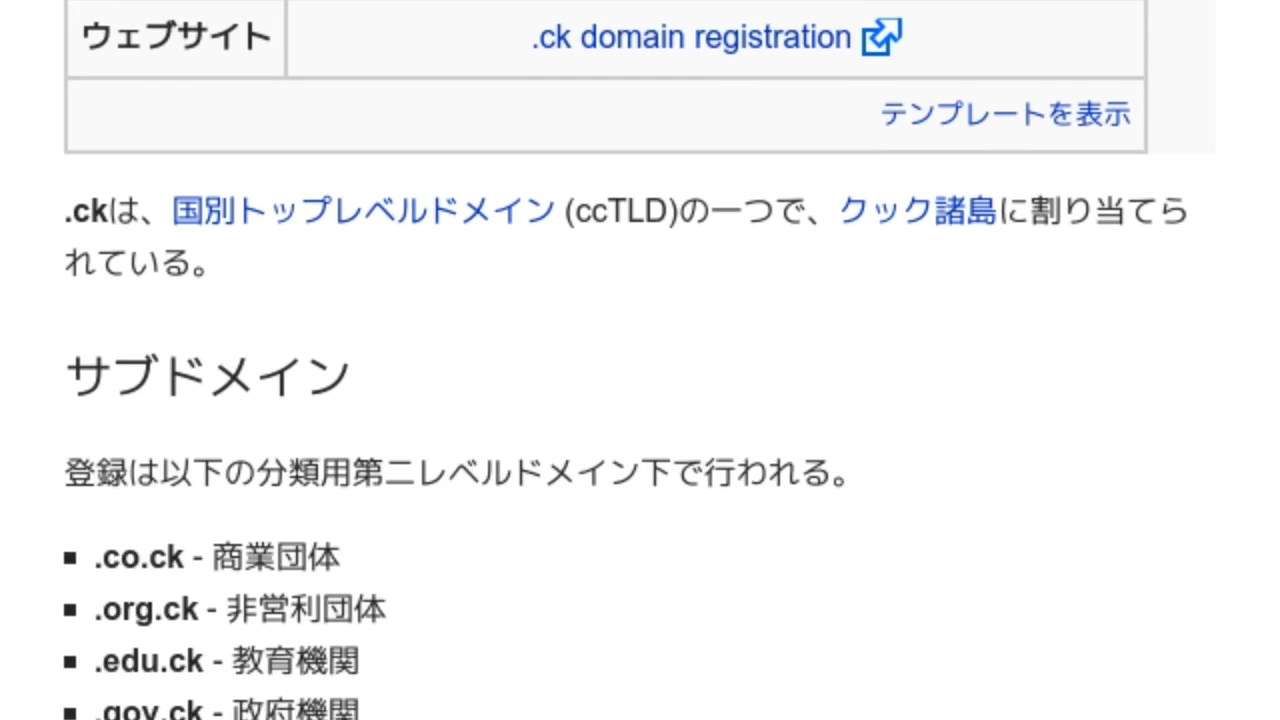 ウェブサイト .ck domain registration
テンプレートを表示
.ckは、国別トップレベルドメイン (ccTLD)の一つで、クック諸島に割り当てら
れている。
サブドメイン
登録は以下の分類用第二レベルドメイン下で行われる。
■ .co.ck - 商業団体
■ .org.ck - 非営利団体
■ .edu.ck - 教育機関
■ .gov.ck - 政府機関